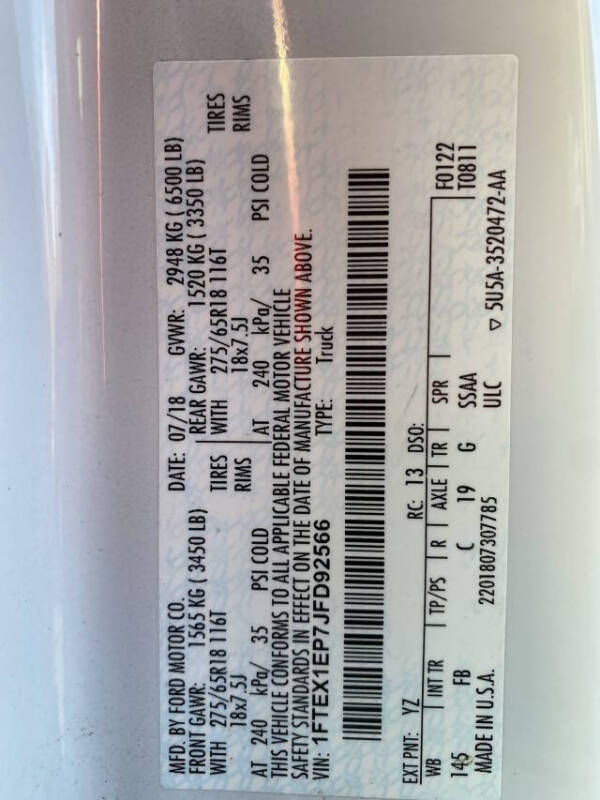 MFD. BY FORD MOTOR CO. DATE: 07/18 GVWR: 2948 KG ( 6500 LB)
FRONT GAWR: 1565 KG ( 3450 LB) REAR GAWR: 1520 KG ( 3350 LB)
WITH 275/65R18 116T TIRES WITH 275/65R18 116T TIRES
18x7.5J RIMS 18x7.5J RIMS
AT 240 kPa/ 35 PSI COLD AT 240 kPa/ 35 PSI COLD
THIS VEHICLE CONFORMS TO ALL APPLICABLE FEDERAL MOTOR VEHICLE
SAFETY STANDARDS IN EFFECT ON THE DATE OF MANUFACTURE SHOWN ABOVE.
VIN: 1FTEX1EP7JFD92566 TYPE: Truck
EXT PNT: YZ RC: 13 DSO: F0122
WB INT TR TP/PS R AXLE TR SPR T0811
145 FB C 19 G SSAA
MADE IN U.S.A. 2201807307785 ULC ▽ 5U5A-3520472-AA